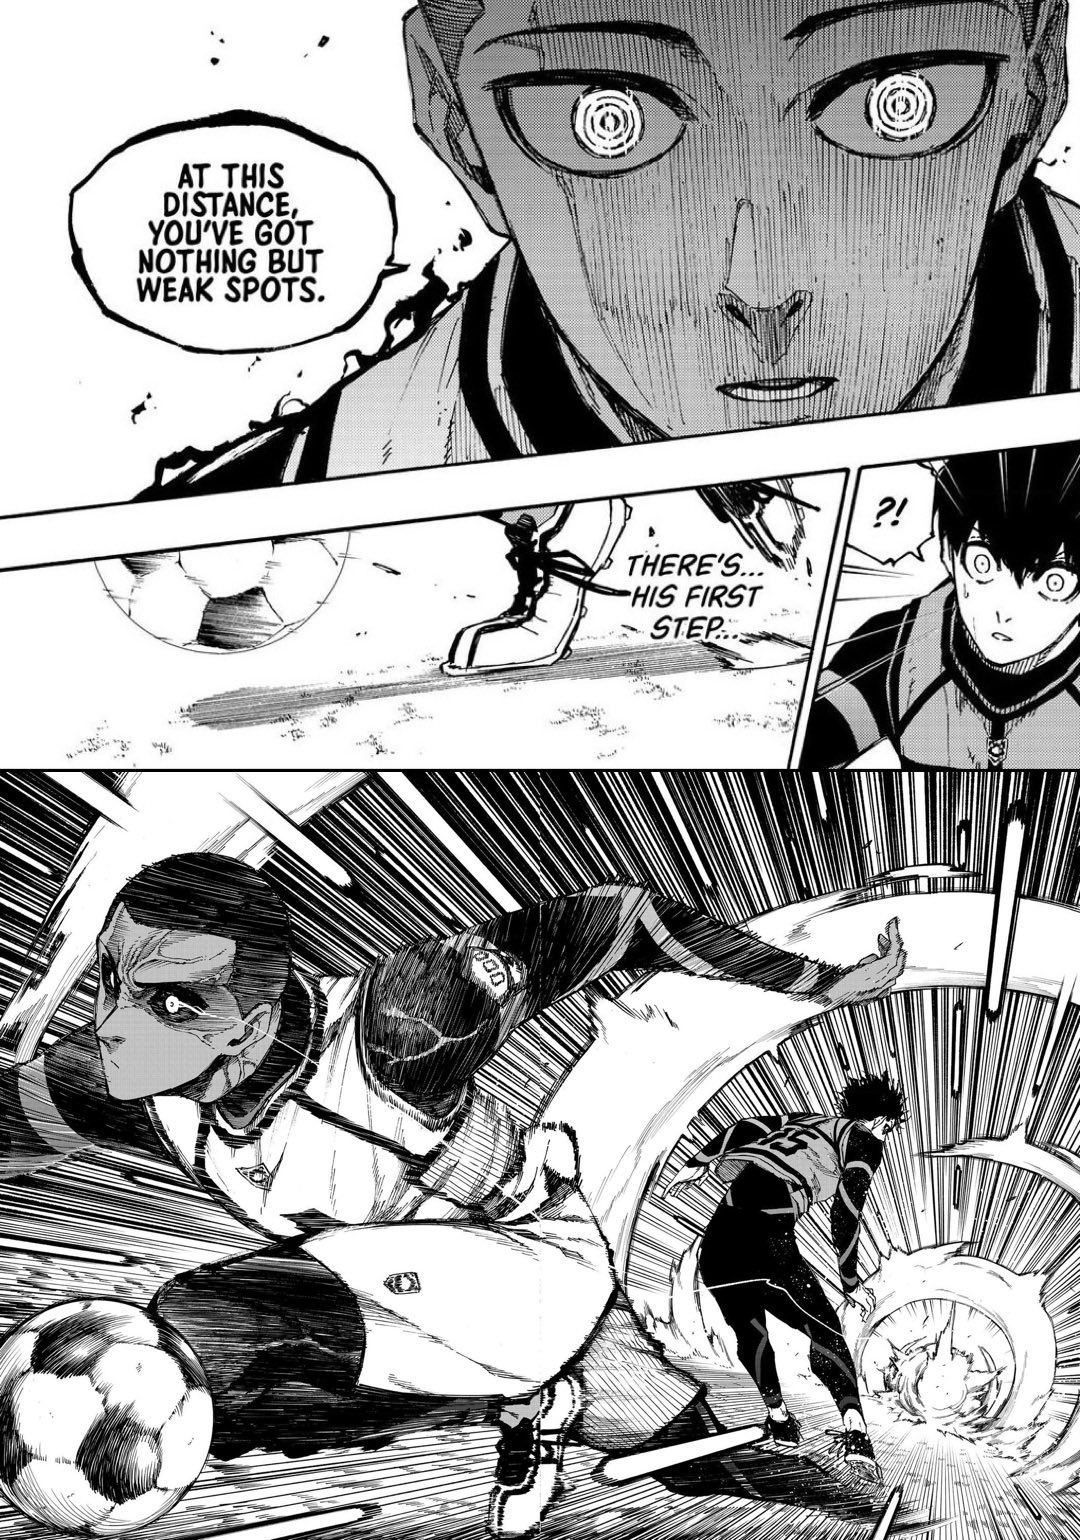 AT THIS
DISTANCE,
YOU'VE GOT
NOTHING BUT
WEAK SPOTS.
?!
THERE'S...
HIS FIRST
STEP...